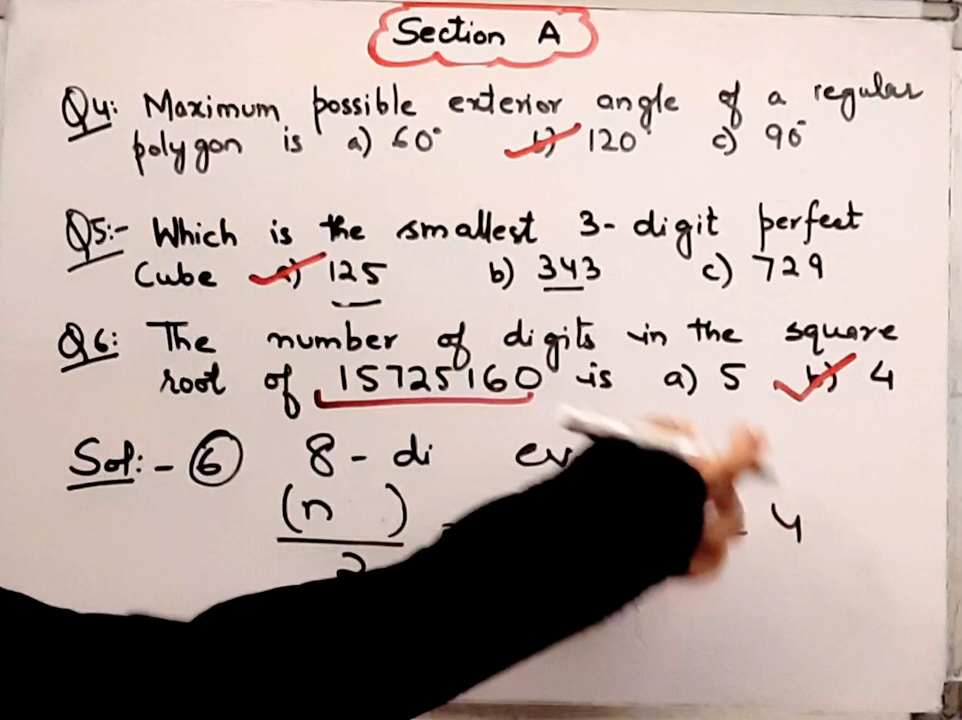 Section A
Q4: Maximum possible exterior angle of a regular
polygon is a) 60° b) 120° c) 90°
Q5:- Which is the smallest 3-digit perfect
Cube a) 125 b) 343 c) 729
Q6: The number of digits in the square
root of 15725160 is a) 5 b) 4
Sol:- 6 8-di
(n )
2
4